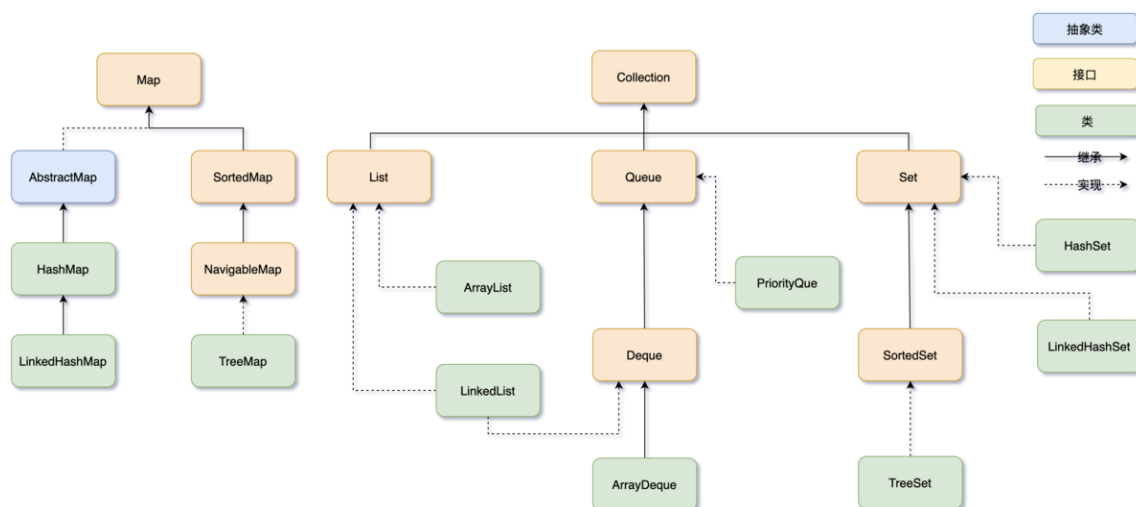 抽象类
Map
Collection
接口
类
继承
AbstractMap
SortedMap
List
Queue
Set
实现
HashMap
NavigableMap
ArrayList
PriorityQue
HashSet
LinkedHashMap
TreeMap
LinkedList
Deque
SortedSet
LinkedHashSet
ArrayDeque
TreeSet